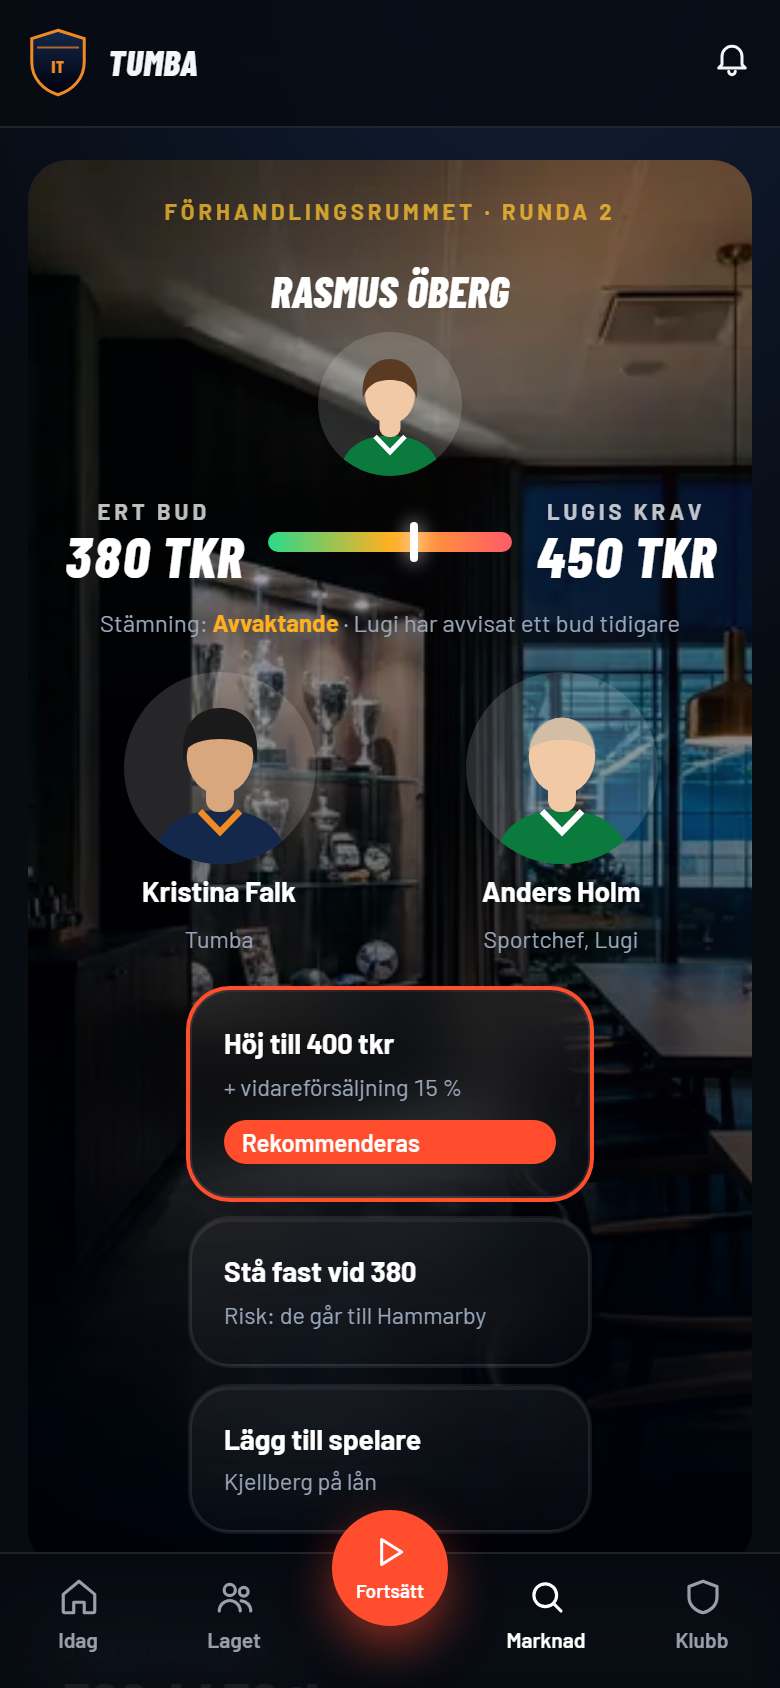 IT
TUMBA
FÖRHANDLINGSRUMMET · RUNDA 2
RASMUS ÖBERG
ERT BUD
380 TKR
LUGIS KRAV
450 TKR
Stämning: Avvaktande · Lugi har avvisat ett bud tidigare
Kristina Falk
Tumba
Anders Holm
Sportchef, Lugi
Höj till 400 tkr
+ vidareförsäljning 15 %
Rekommenderas
Stå fast vid 380
Risk: de går till Hammarby
Lägg till spelare
Kjellberg på lån
Idag
Laget
Fortsätt
Marknad
Klubb